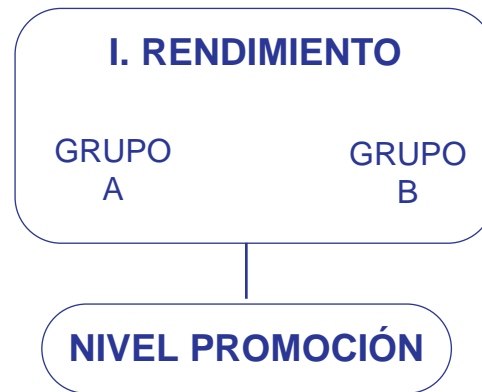 I. RENDIMIENTO
GRUPO
A
GRUPO
B
NIVEL PROMOCIÓN